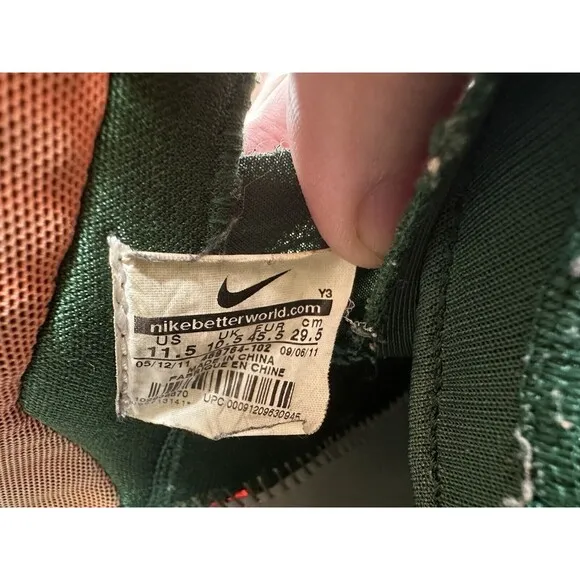 Y3
nikebetterworld.com
US UK EUR cm
11.5 10.5 45.5 29.5
05/12/11 09/06/11
MADE IN CHINA
FABRIQUE EN CHINE
UPC 00091209630945